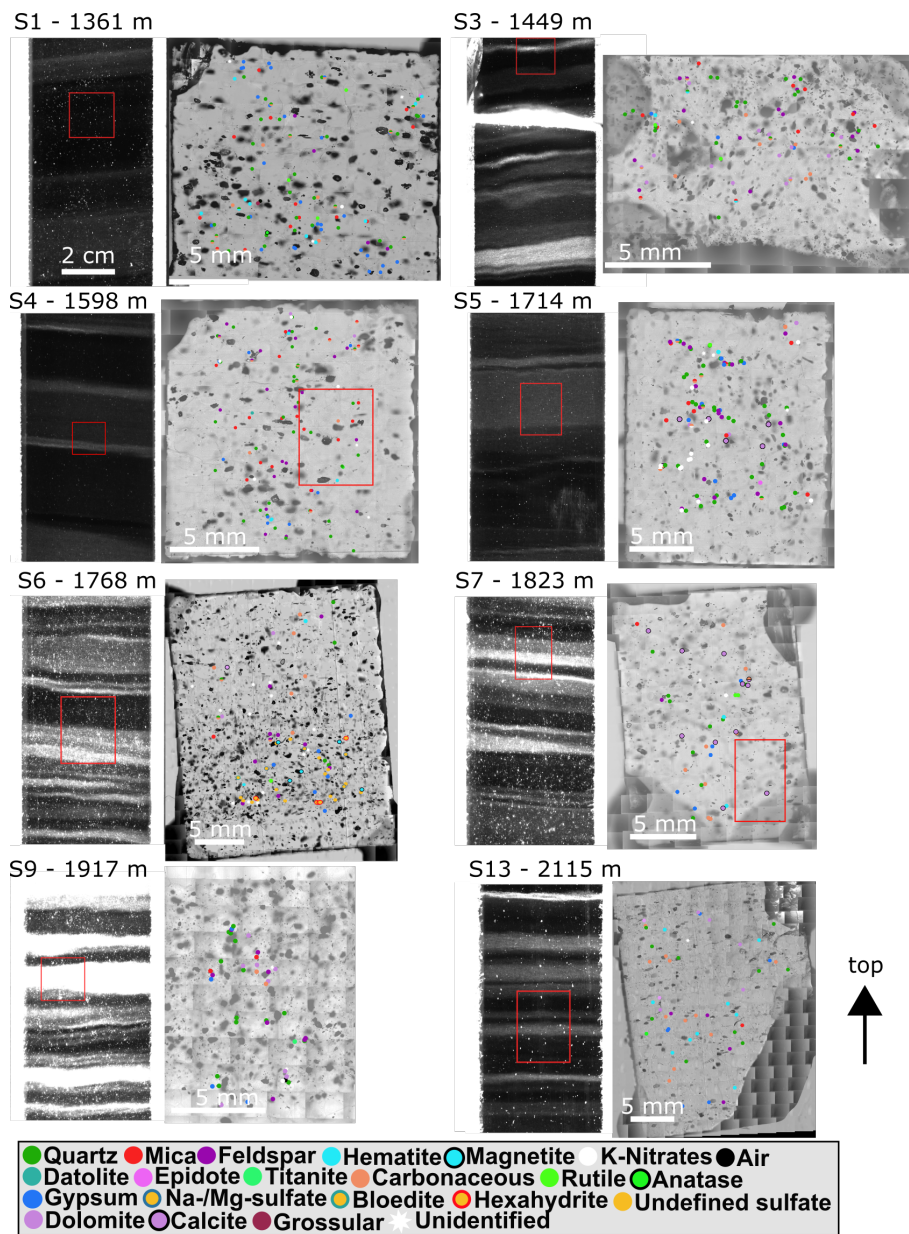 S1 - 1361 m
S3 - 1449 m
2 cm
5 mm
5 mm
S4 - 1598 m
S5 - 1714 m
5 mm
5 mm
S6 - 1768 m
S7 - 1823 m
5 mm
5 mm
S9 - 1917 m
S13 - 2115 m
top
5 mm
5 mm
Quartz Mica Feldspar Hematite Magnetite K-Nitrates Air
Datolite Epidote Titanite Carbonaceous Rutile Anatase
Gypsum Na-/Mg-sulfate Bloedite Hexahydrite Undefined sulfate
Dolomite Calcite Grossular Unidentified